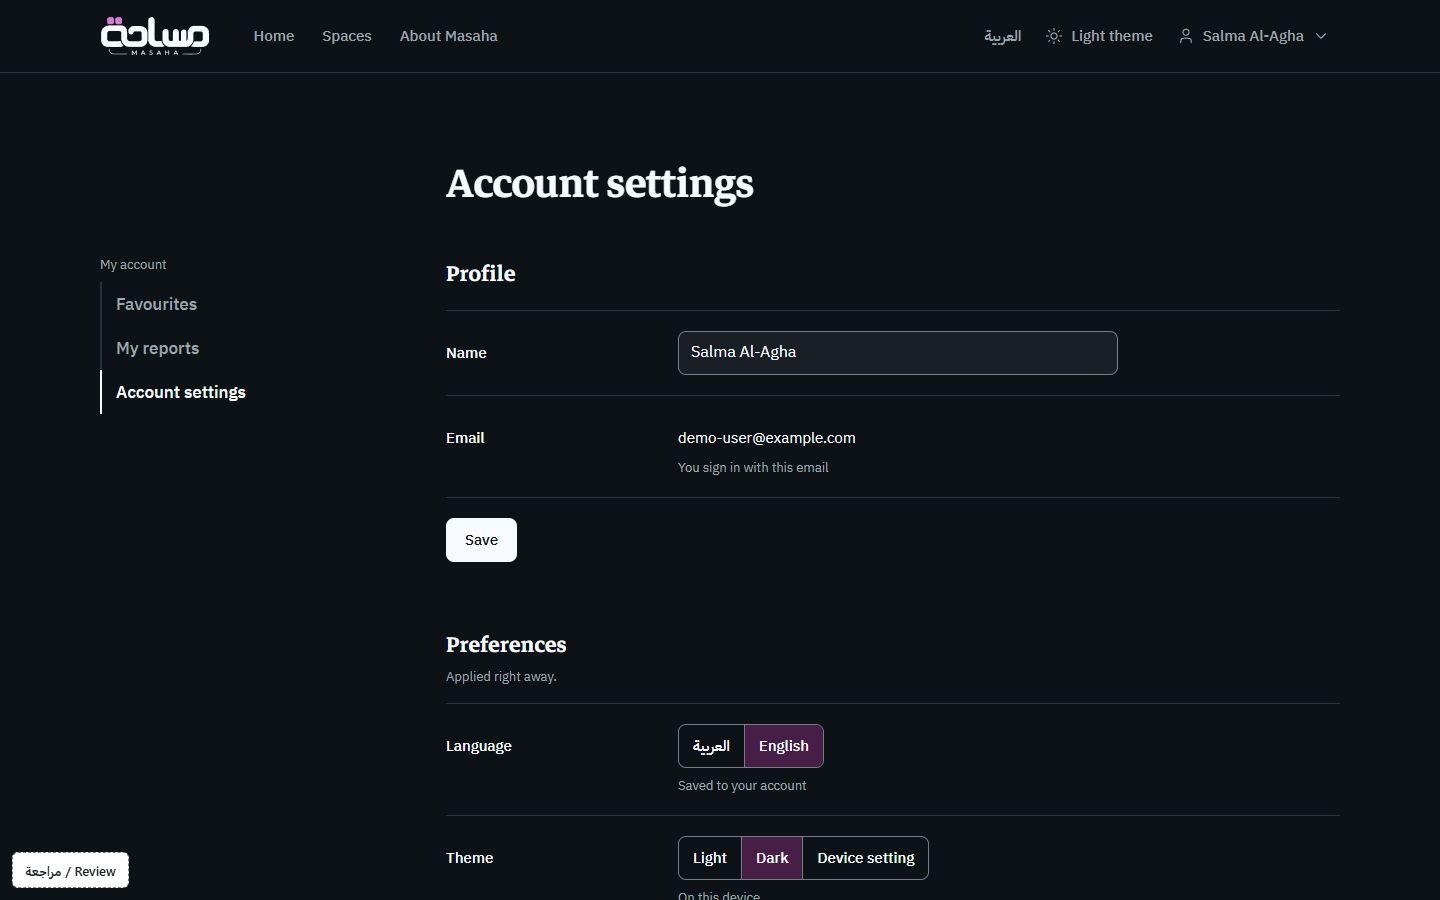 مساحة
MASAHA
Home
Spaces
About Masaha
العربية
Light theme
Salma Al-Agha
Account settings
My account
Favourites
My reports
Account settings
Profile
Name
Salma Al-Agha
Email
demo-user@example.com
You sign in with this email
Save
Preferences
Applied right away.
Language
العربية
English
Saved to your account
Theme
Light
Dark
Device setting
On this device
مراجعة / Review